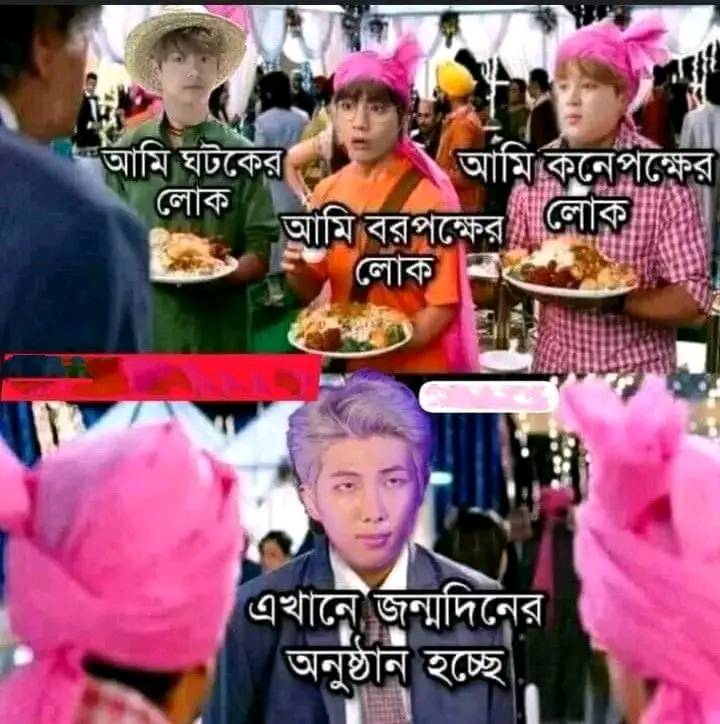 আমি ঘটকের
লোক
আমি বরপক্ষের
লোক
আমি কনেপক্ষের
লোক
এখানে জন্মদিনের
অনুষ্ঠান হচ্ছে